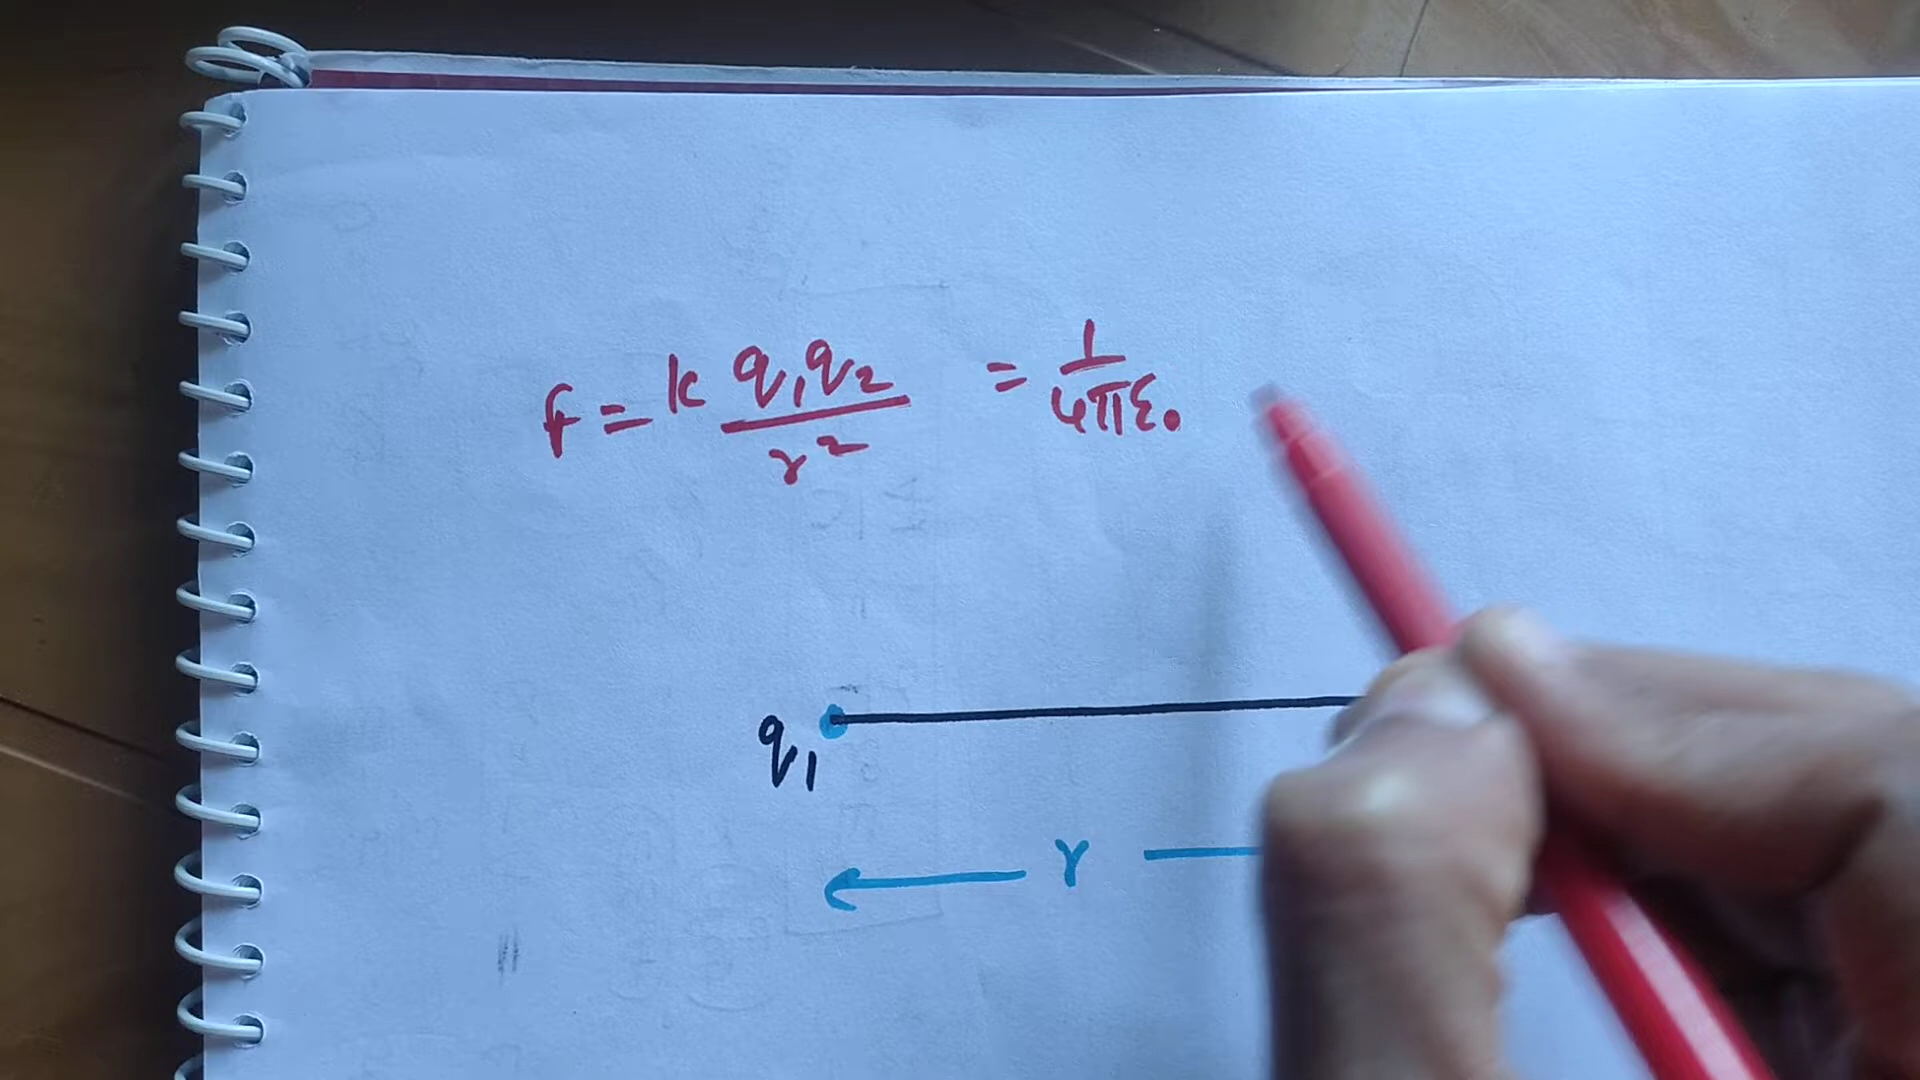 F = k q₁q₂ / r² = 1 / 4πε₀
q₁
r